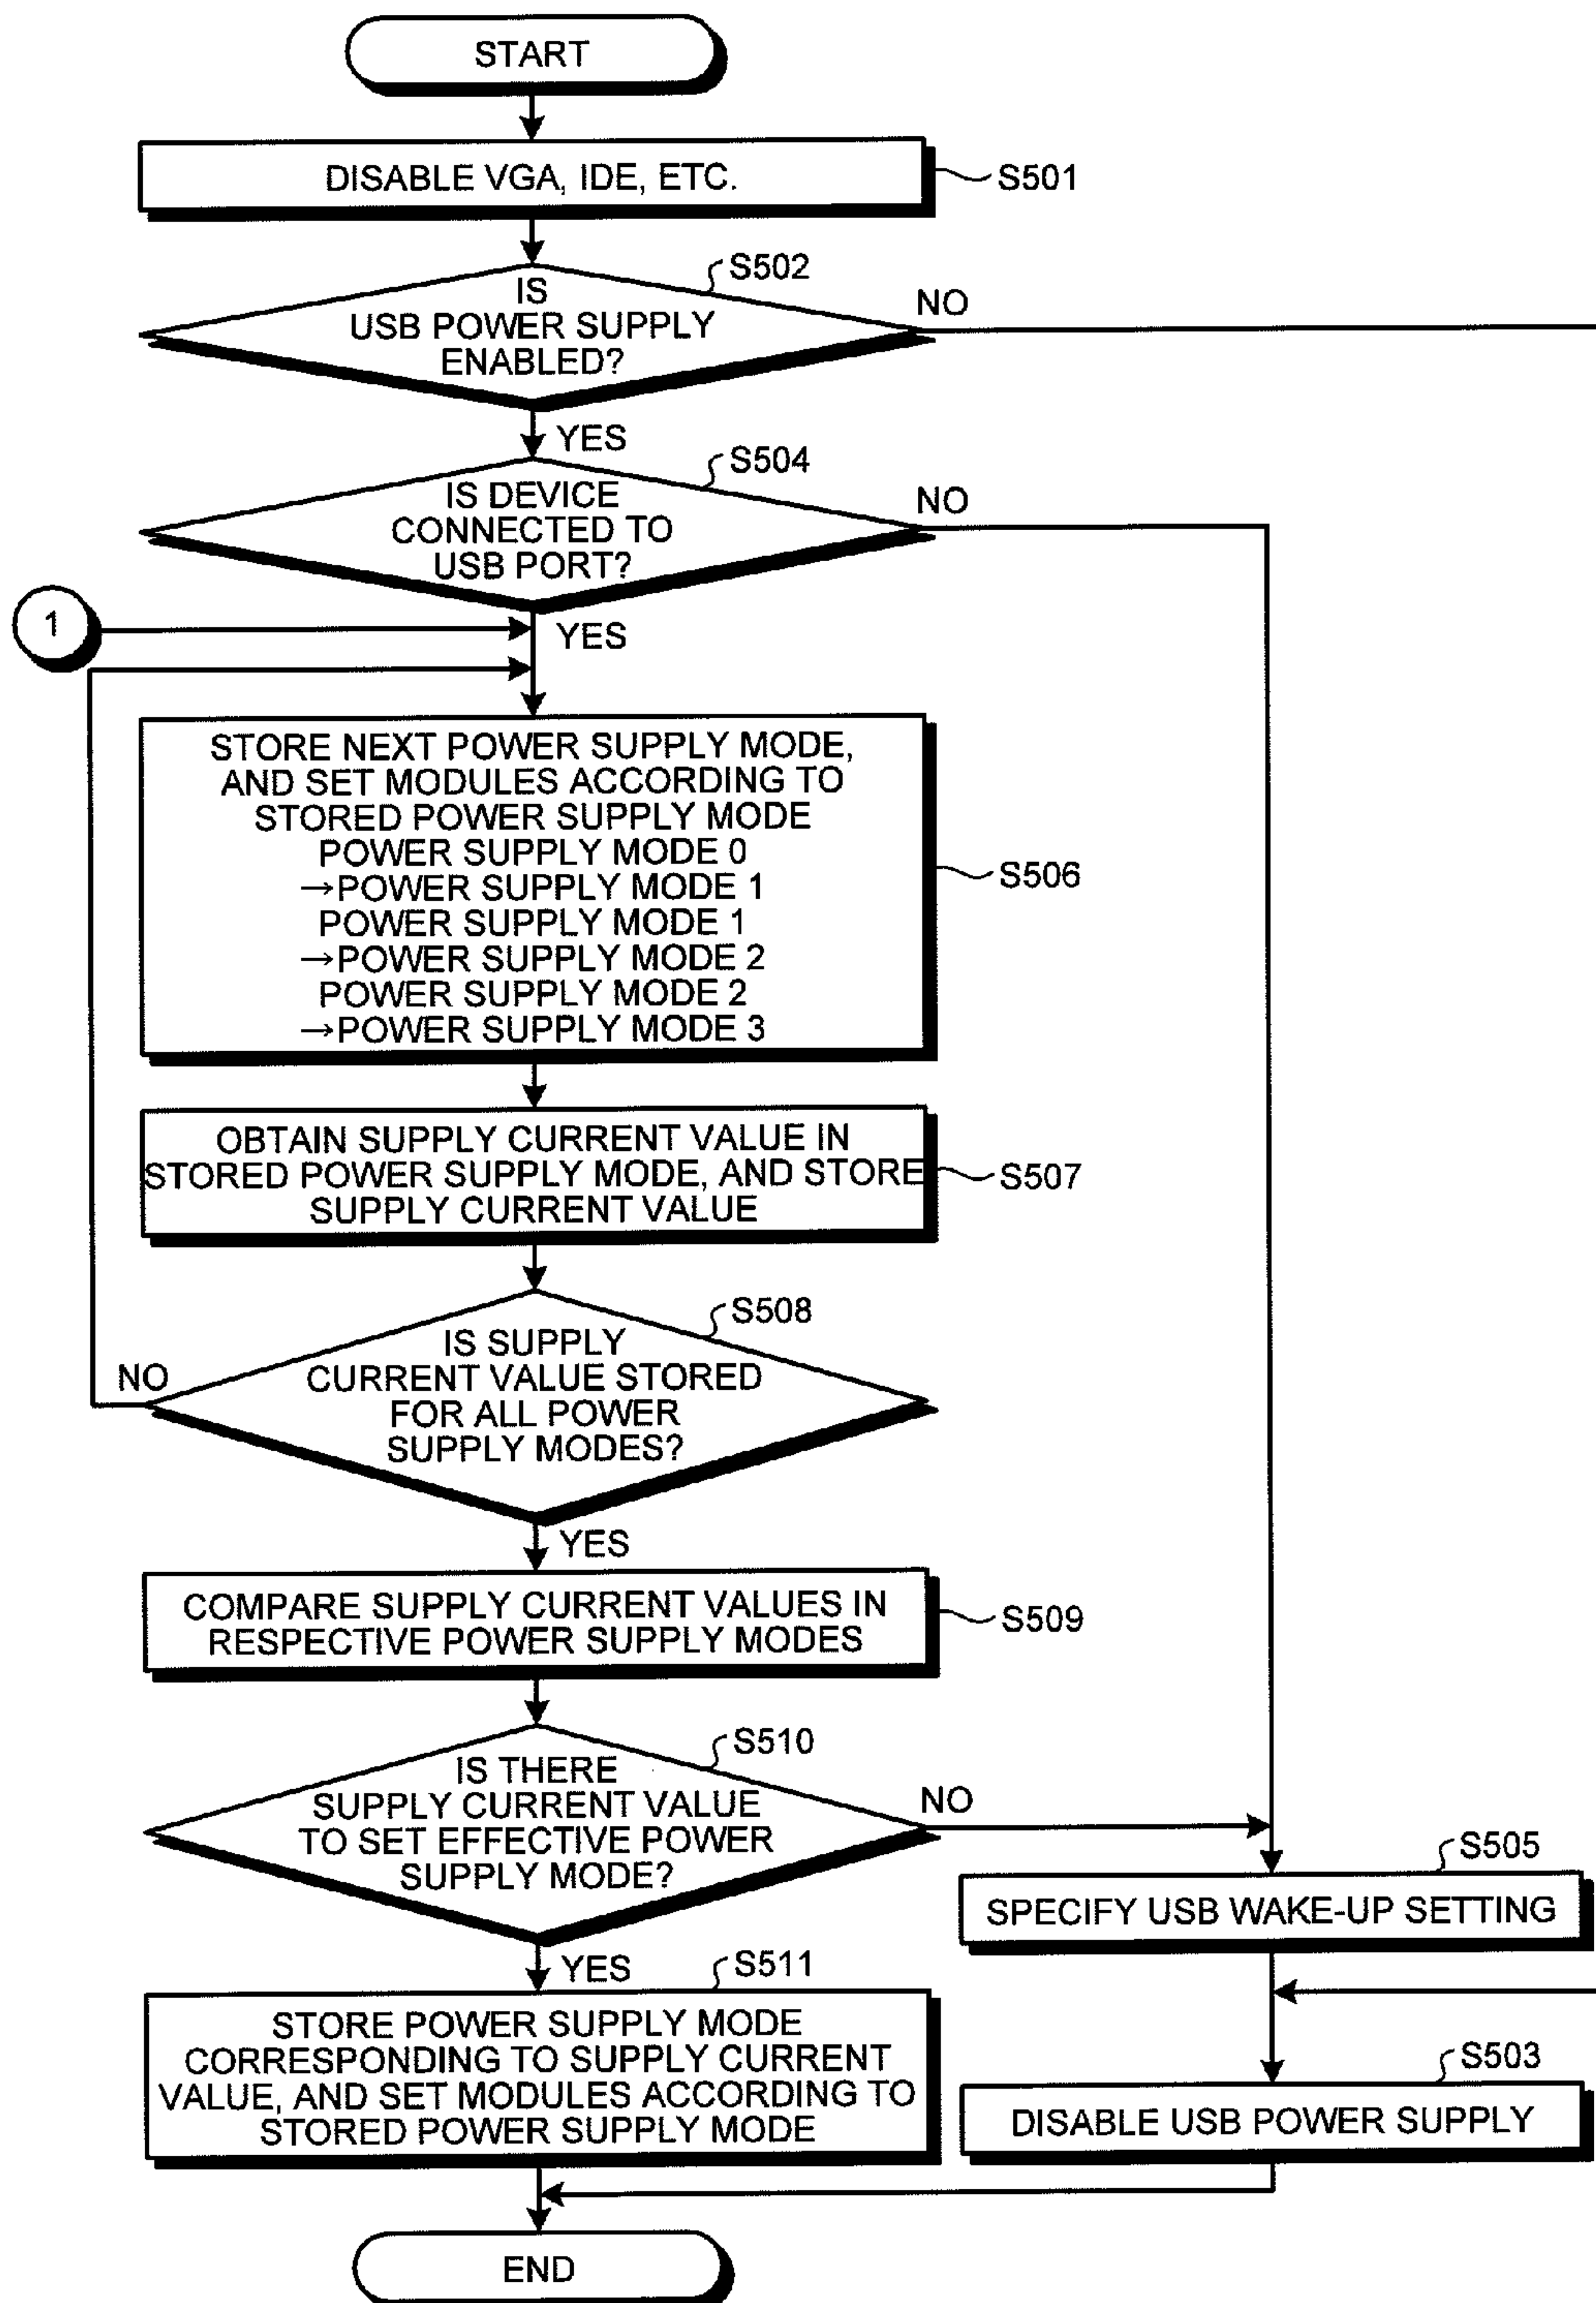 START
DISABLE VGA, IDE, ETC.
S501
S502
IS
USB POWER SUPPLY
ENABLED?
NO
YES
S504
IS DEVICE
CONNECTED TO
USB PORT?
NO
1
YES
STORE NEXT POWER SUPPLY MODE,
AND SET MODULES ACCORDING TO
STORED POWER SUPPLY MODE
POWER SUPPLY MODE 0
→POWER SUPPLY MODE 1
POWER SUPPLY MODE 1
→POWER SUPPLY MODE 2
POWER SUPPLY MODE 2
→POWER SUPPLY MODE 3
S506
OBTAIN SUPPLY CURRENT VALUE IN
STORED POWER SUPPLY MODE, AND STORE
SUPPLY CURRENT VALUE
S507
S508
IS SUPPLY
CURRENT VALUE STORED
FOR ALL POWER
SUPPLY MODES?
NO
YES
COMPARE SUPPLY CURRENT VALUES IN
RESPECTIVE POWER SUPPLY MODES
S509
S510
IS THERE
SUPPLY CURRENT VALUE
TO SET EFFECTIVE POWER
SUPPLY MODE?
NO
S505
SPECIFY USB WAKE-UP SETTING
YES
S511
STORE POWER SUPPLY MODE
CORRESPONDING TO SUPPLY CURRENT
VALUE, AND SET MODULES ACCORDING TO
STORED POWER SUPPLY MODE
S503
DISABLE USB POWER SUPPLY
END